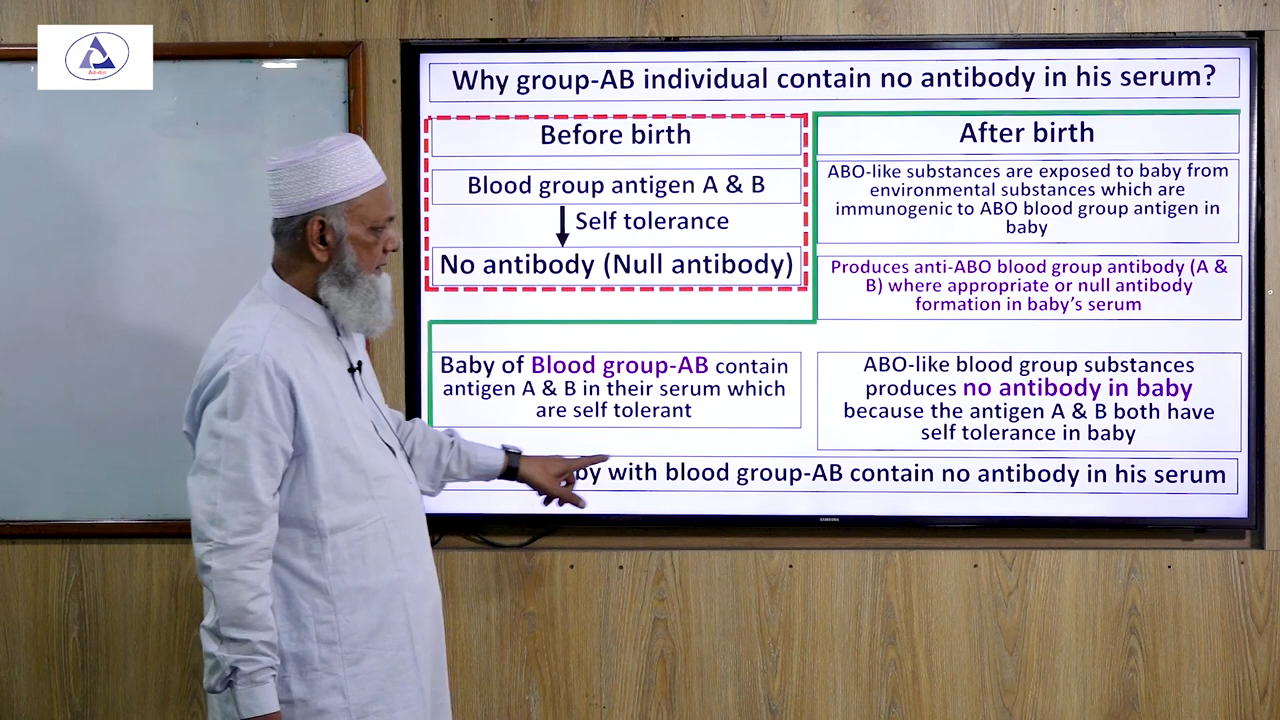 Ad-din
Why group-AB individual contain no antibody in his serum?
Before birth
Blood group antigen A & B
Self tolerance
No antibody (Null antibody)
Baby of Blood group-AB contain
antigen A & B in their serum which
are self tolerant
After birth
ABO-like substances are exposed to baby from
environmental substances which are
immunogenic to ABO blood group antigen in
baby
Produces anti-ABO blood group antibody (A &
B) where appropriate or null antibody
formation in baby’s serum
ABO-like blood group substances
produces no antibody in baby
because the antigen A & B both have
self tolerance in baby
with blood group-AB contain no antibody in his serum
SAMSUNG